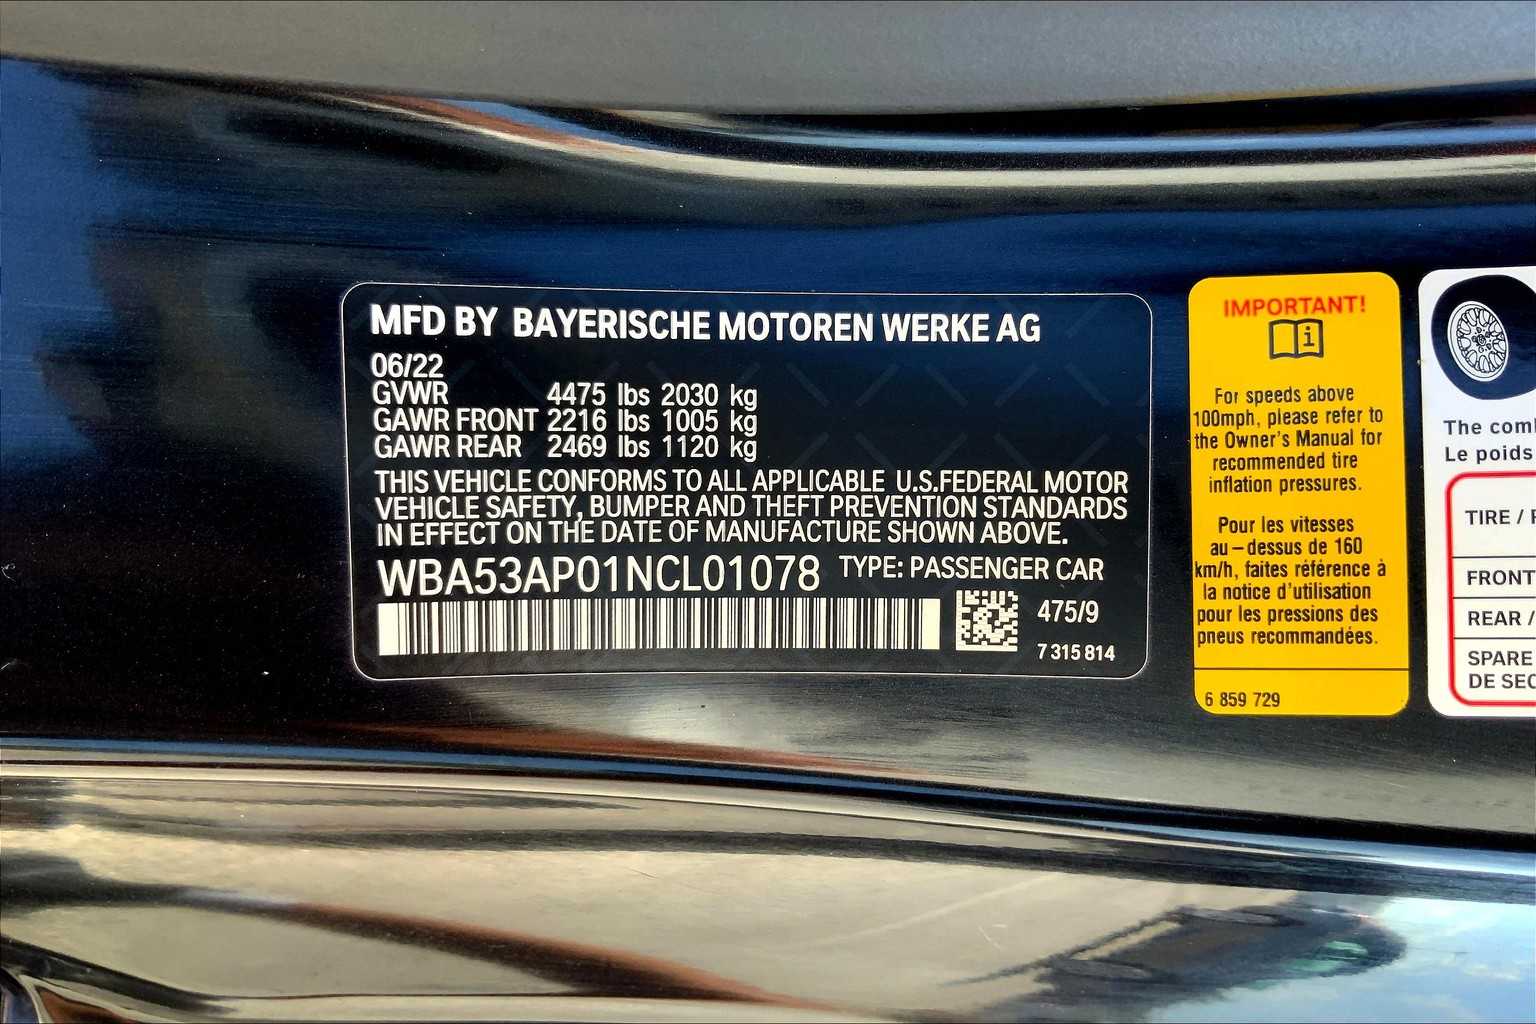 MFD BY BAYERISCHE MOTOREN WERKE AG
06/22
GVWR 4475 lbs 2030 kg
GAWR FRONT 2216 lbs 1005 kg
GAWR REAR 2469 lbs 1120 kg
THIS VEHICLE CONFORMS TO ALL APPLICABLE U.S.FEDERAL MOTOR
VEHICLE SAFETY, BUMPER AND THEFT PREVENTION STANDARDS
IN EFFECT ON THE DATE OF MANUFACTURE SHOWN ABOVE.
WBA53AP01NCL01078 TYPE: PASSENGER CAR
475/9
7 315 814
IMPORTANT!
i
For speeds above
100mph, please refer to
the Owner's Manual for
recommended tire
inflation pressures.
Pour les vitesses
au-dessus de 160
km/h, faites référence à
la notice d'utilisation
pour les pressions des
pneus recommandées.
6 859 729
The
Le poids
TIRE /
FRONT
REAR /
SPARE
DE